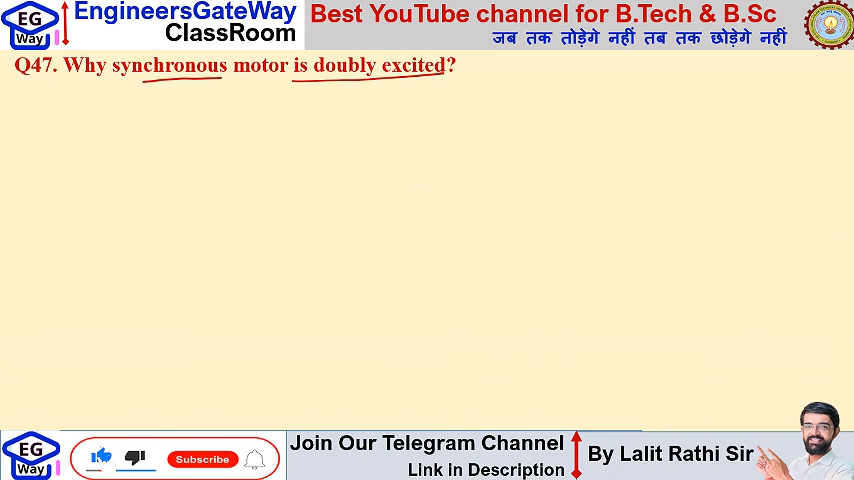 EG
Way
EngineersGateWay
ClassRoom
Best YouTube channel for B.Tech & B.Sc
जब तक तोड़ेगे नहीं तब तक छोड़ेगे नहीं
Q47. Why synchronous motor is doubly excited?
EG
Way
Subscribe
Join Our Telegram Channel
Link in Description
By Lalit Rathi Sir